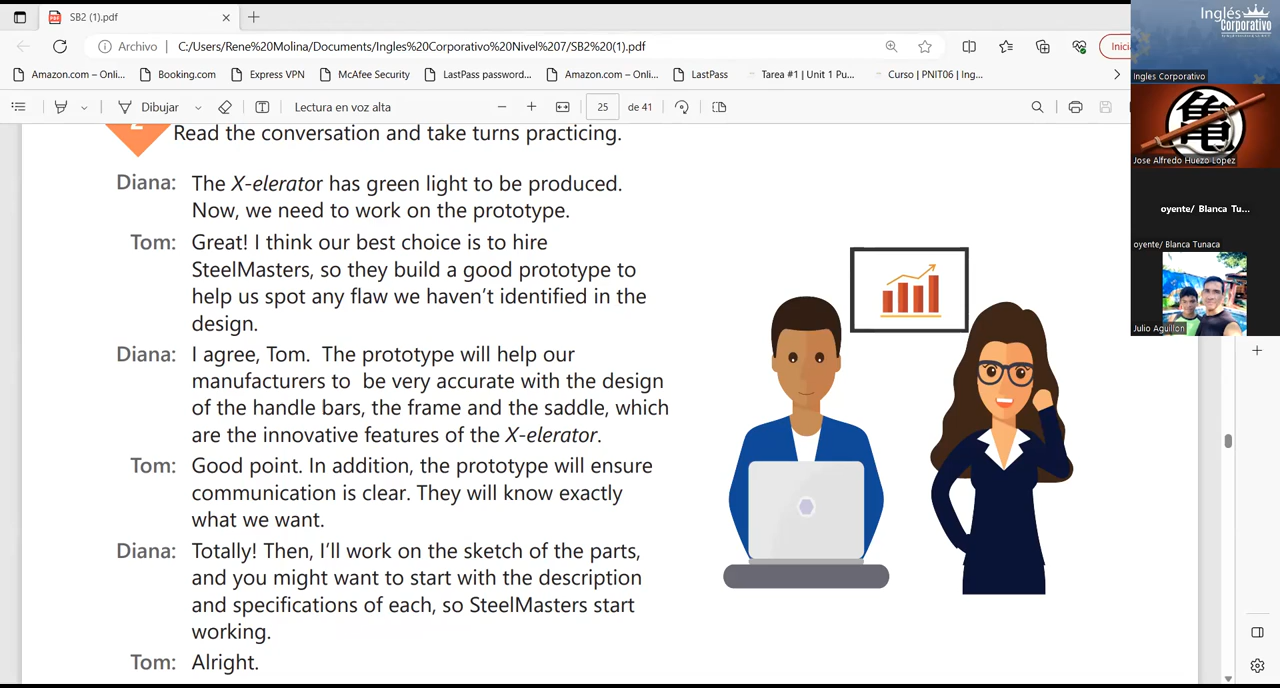 SB2 (1).pdf
Archivo
C:/Users/Rene%20Molina/Documents/Ingles%20Corporativo%20Nivel%207/SB2%20(1).pdf
Inici
Amazon.com – Onli...
Booking.com
Express VPN
McAfee Security
LastPass password...
Amazon.com – Onli...
LastPass
Tarea #1 | Unit 1 Pu...
Curso | PNIT06 | Ing...
Dibujar
Lectura en voz alta
25
de 41
Inglés
Corporativo
Ingles Corporativo
亀
Jose Alfredo Huezo Lopez
oyente/ Blanca Tu...
oyente/ Blanca Tunaca
Julio Aguillon
Read the conversation and take turns practicing.
Diana: The X-elerator has green light to be produced.
Now, we need to work on the prototype.
Tom: Great! I think our best choice is to hire
SteelMasters, so they build a good prototype to
help us spot any flaw we haven't identified in the
design.
Diana: I agree, Tom. The prototype will help our
manufacturers to be very accurate with the design
of the handle bars, the frame and the saddle, which
are the innovative features of the X-elerator.
Tom: Good point. In addition, the prototype will ensure
communication is clear. They will know exactly
what we want.
Diana: Totally! Then, I'll work on the sketch of the parts,
and you might want to start with the description
and specifications of each, so SteelMasters start
working.
Tom: Alright.